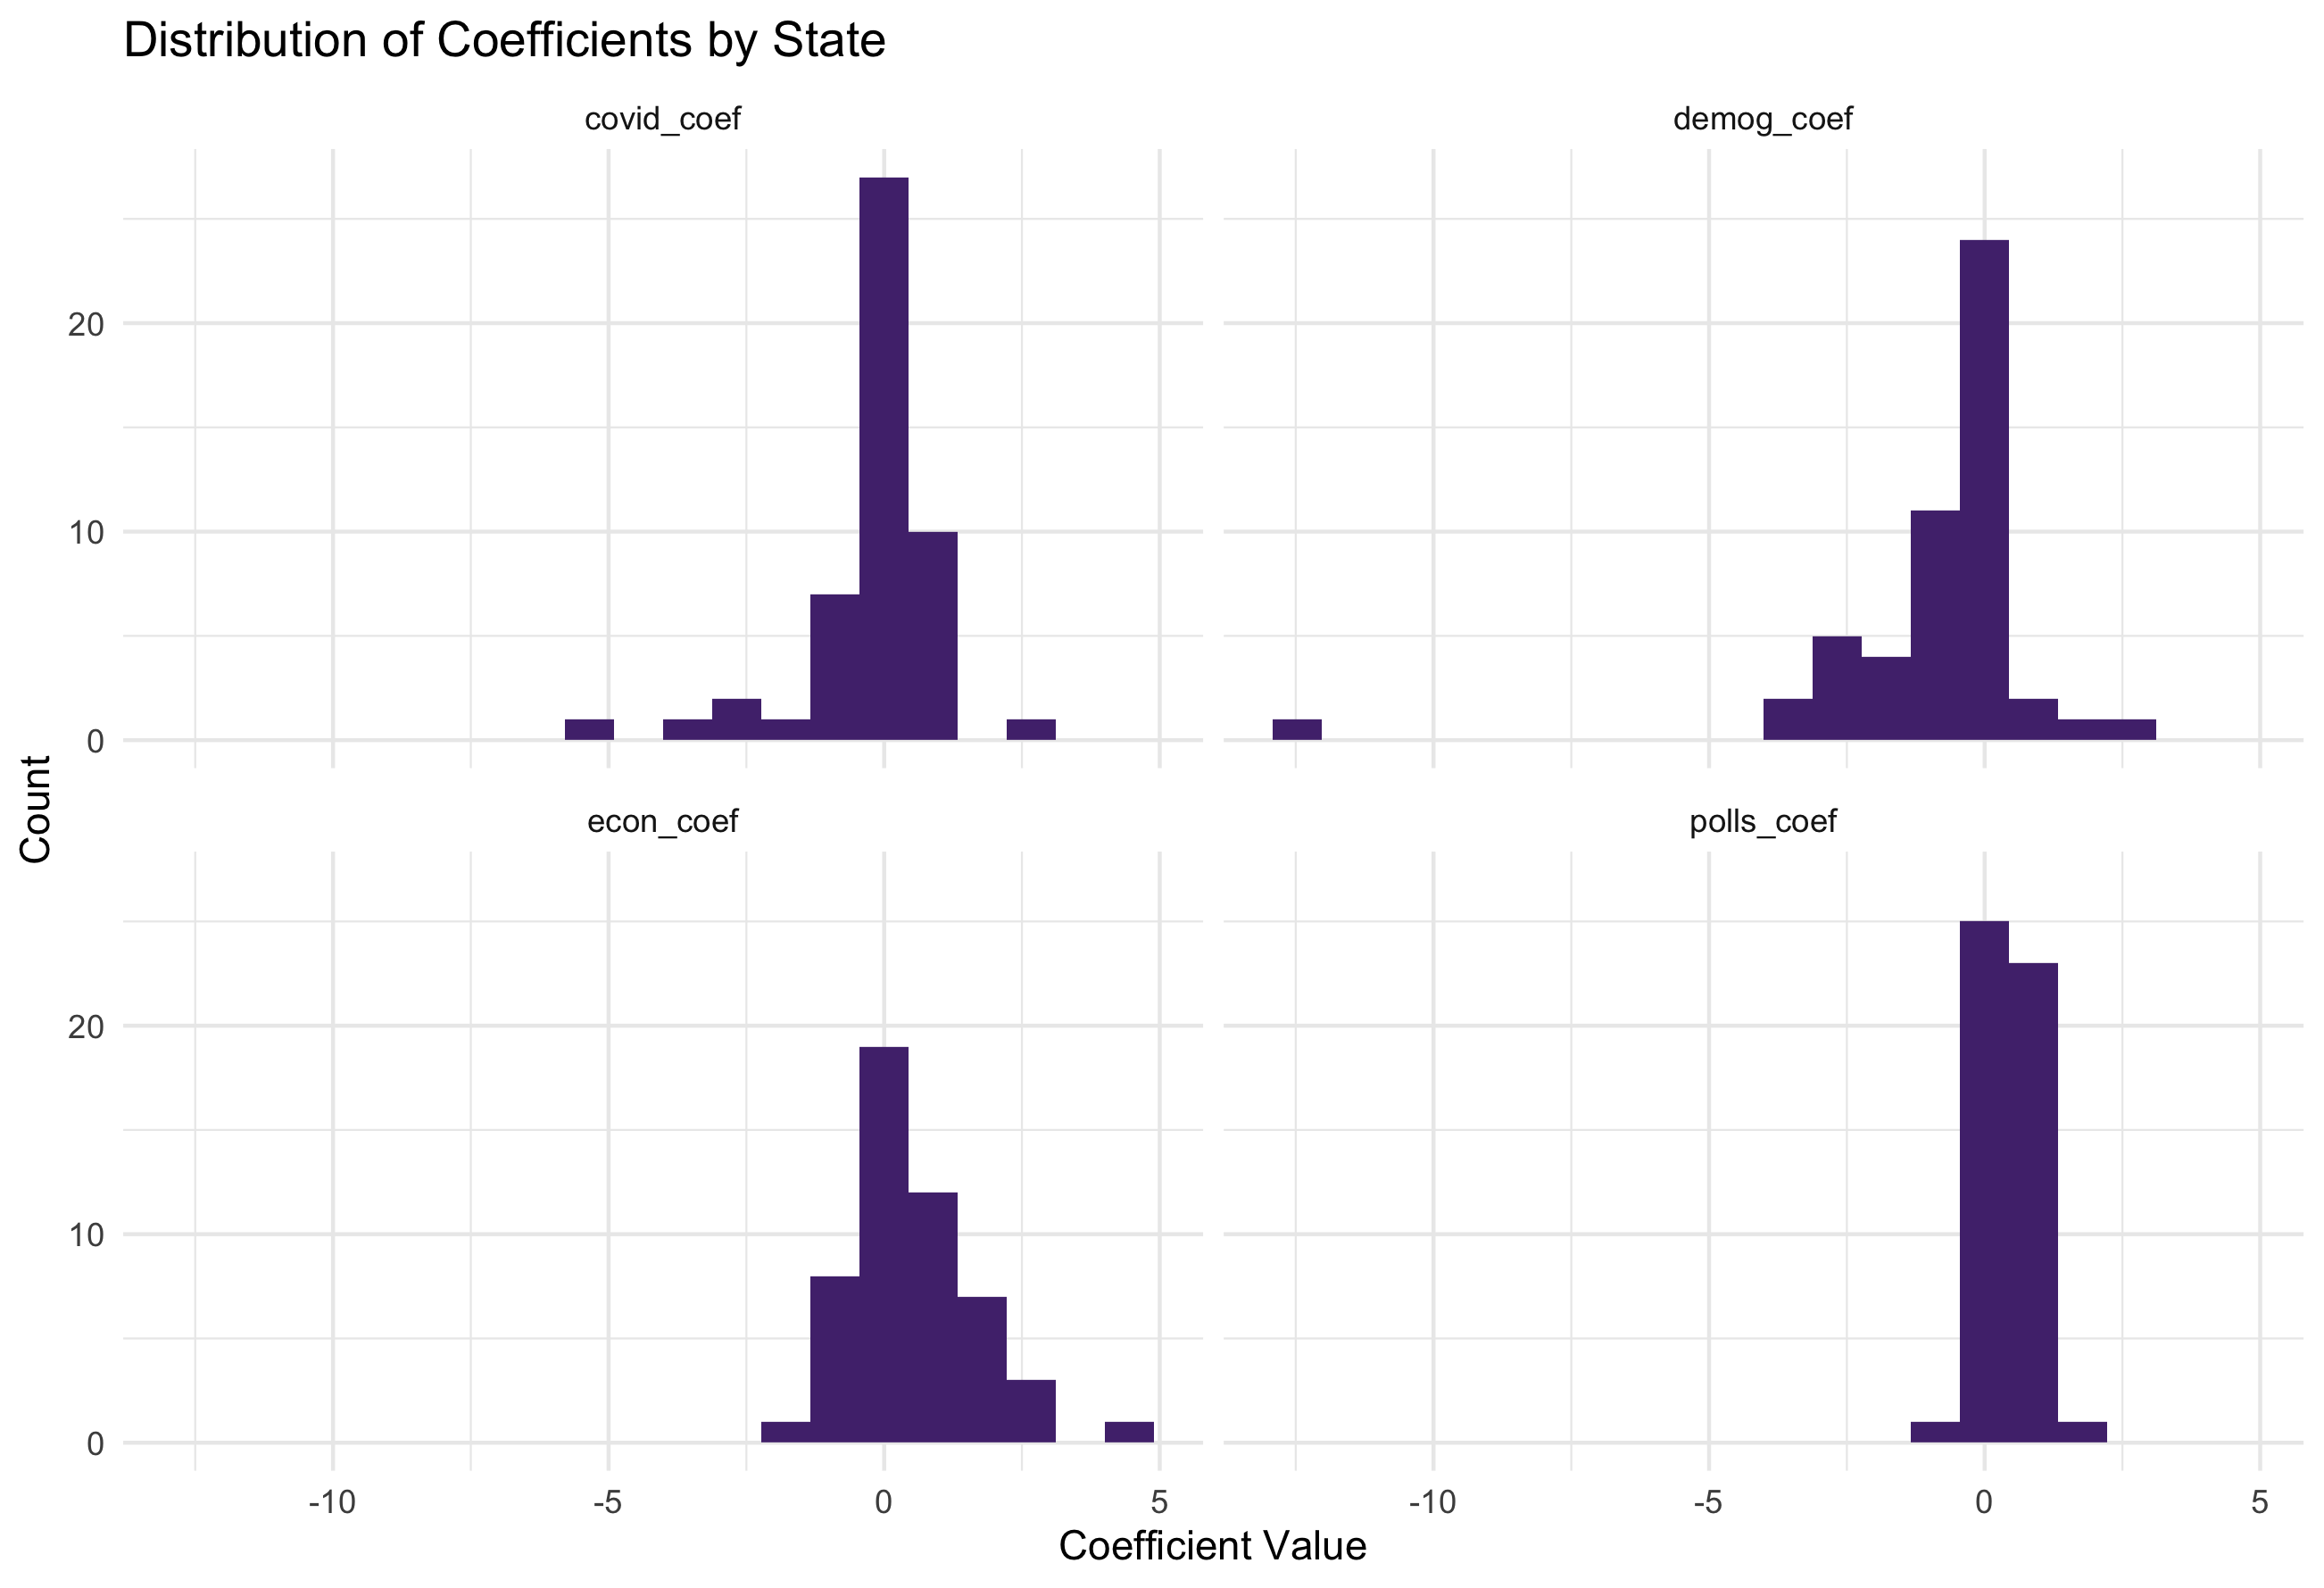 Distribution of Coefficients by State
covid_coef
demog_coef
20
10
0
Count
econ_coef
polls_coef
20
10
0
-10
-5
0
5
-10
-5
0
5
Coefficient Value